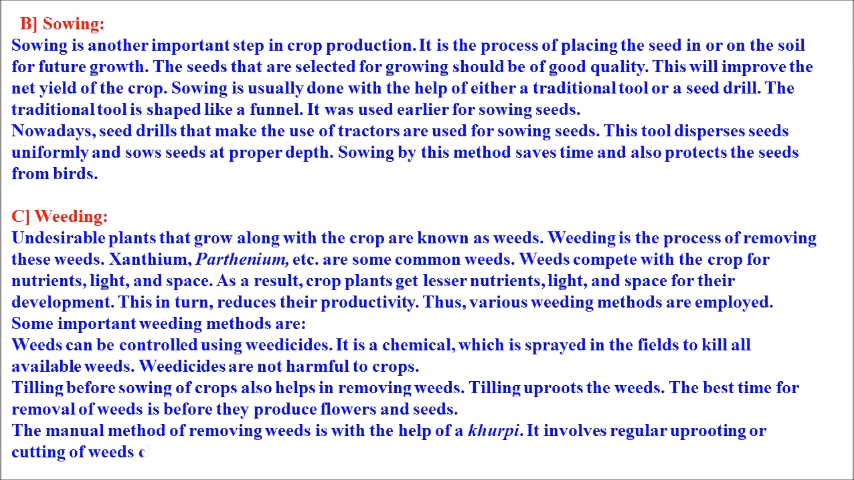 B] Sowing:
Sowing is another important step in crop production. It is the process of placing the seed in or on the soil
for future growth. The seeds that are selected for growing should be of good quality. This will improve the
net yield of the crop. Sowing is usually done with the help of either a traditional tool or a seed drill. The
traditional tool is shaped like a funnel. It was used earlier for sowing seeds.
Nowadays, seed drills that make the use of tractors are used for sowing seeds. This tool disperses seeds
uniformly and sows seeds at proper depth. Sowing by this method saves time and also protects the seeds
from birds.
C] Weeding:
Undesirable plants that grow along with the crop are known as weeds. Weeding is the process of removing
these weeds. Xanthium, Parthenium, etc. are some common weeds. Weeds compete with the crop for
nutrients, light, and space. As a result, crop plants get lesser nutrients, light, and space for their
development. This in turn, reduces their productivity. Thus, various weeding methods are employed.
Some important weeding methods are:
Weeds can be controlled using weedicides. It is a chemical, which is sprayed in the fields to kill all
available weeds. Weedicides are not harmful to crops.
Tilling before sowing of crops also helps in removing weeds. Tilling uproots the weeds. The best time for
removal of weeds is before they produce flowers and seeds.
The manual method of removing weeds is with the help of a khurpi. It involves regular uprooting or
cutting of weeds c